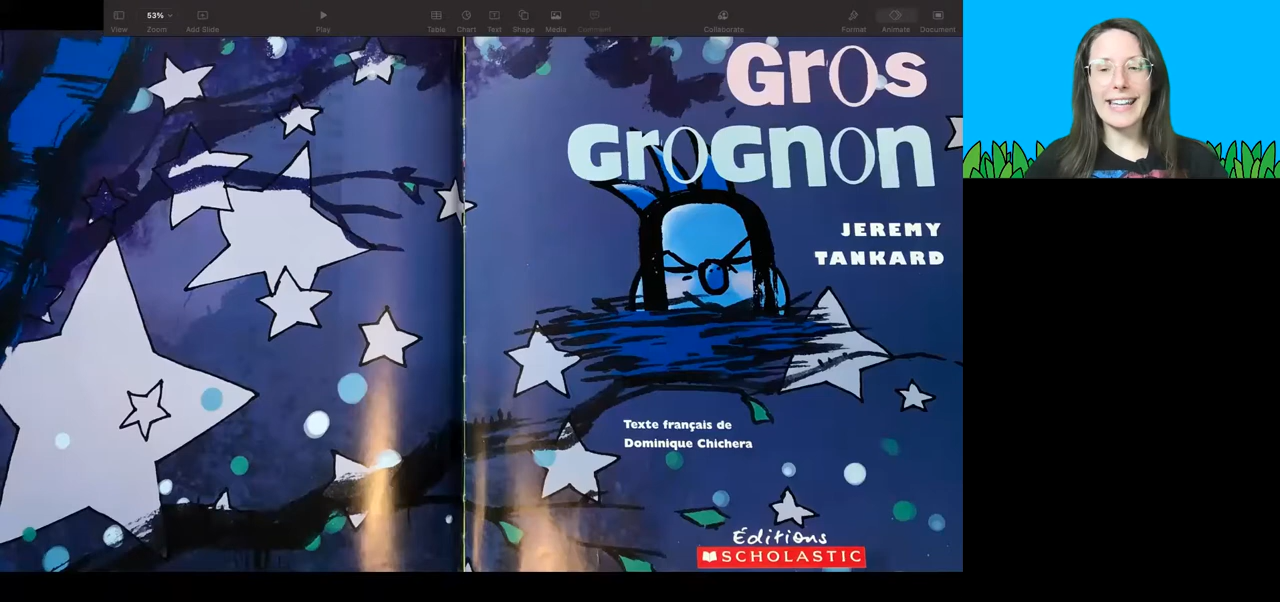 View
53%
Zoom
Add Slide
Play
Table
Chart
Text
Shape
Media
Comment
Collaborate
Format
Animate
Document
Gros
Grognon
JEREMY
TANKARD
Texte français de
Dominique Chichera
Éditions
SCHOLASTIC